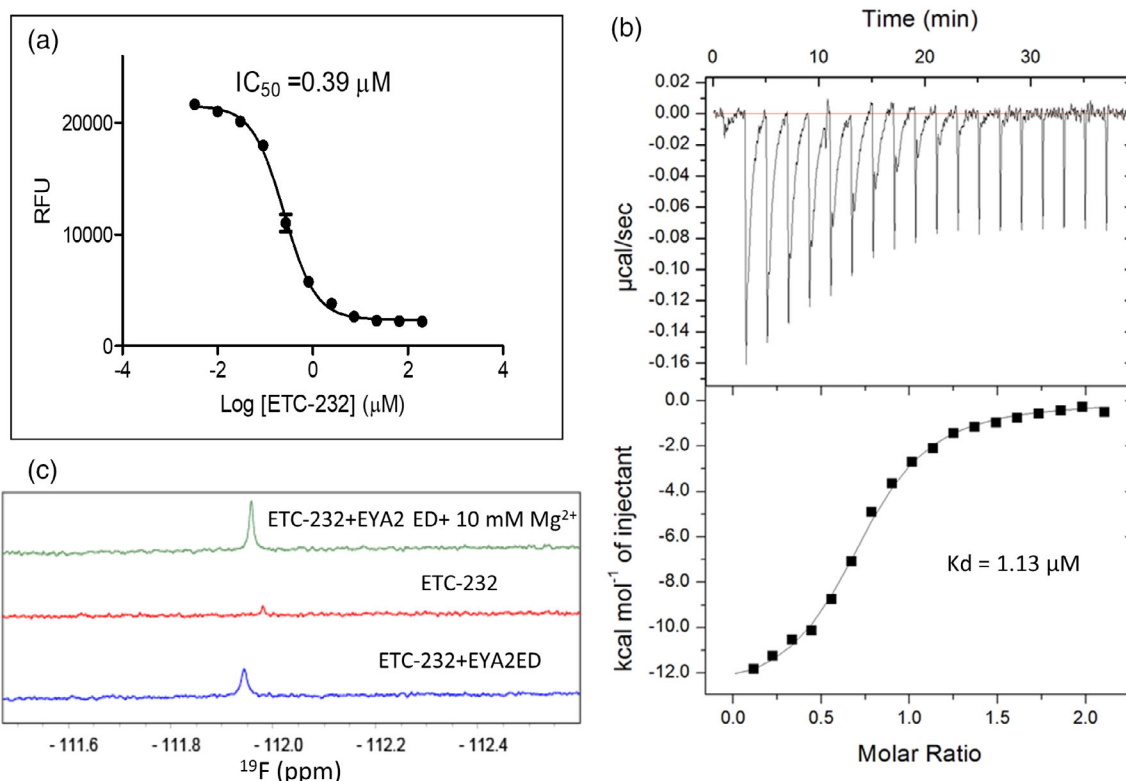 (a)
IC50 =0.39 μM
20000
10000
0
RFU
-4 -2 0 2 4
Log [ETC-232] (μM)
(b)
Time (min)
0 10 20 30
0.02
0.00
-0.02
-0.04
-0.06
-0.08
-0.10
-0.12
-0.14
-0.16
μcal/sec
0.0
-2.0
-4.0
-6.0
-8.0
-10.0
-12.0
kcal mol⁻¹ of injectant
Kd = 1.13 μM
0.0 0.5 1.0 1.5 2.0
Molar Ratio
(c)
ETC-232+EYA2 ED+ 10 mM Mg²⁺
ETC-232
ETC-232+EYA2ED
- 111.6 - 111.8 - 112.0 - 112.2 - 112.4
¹⁹F (ppm)